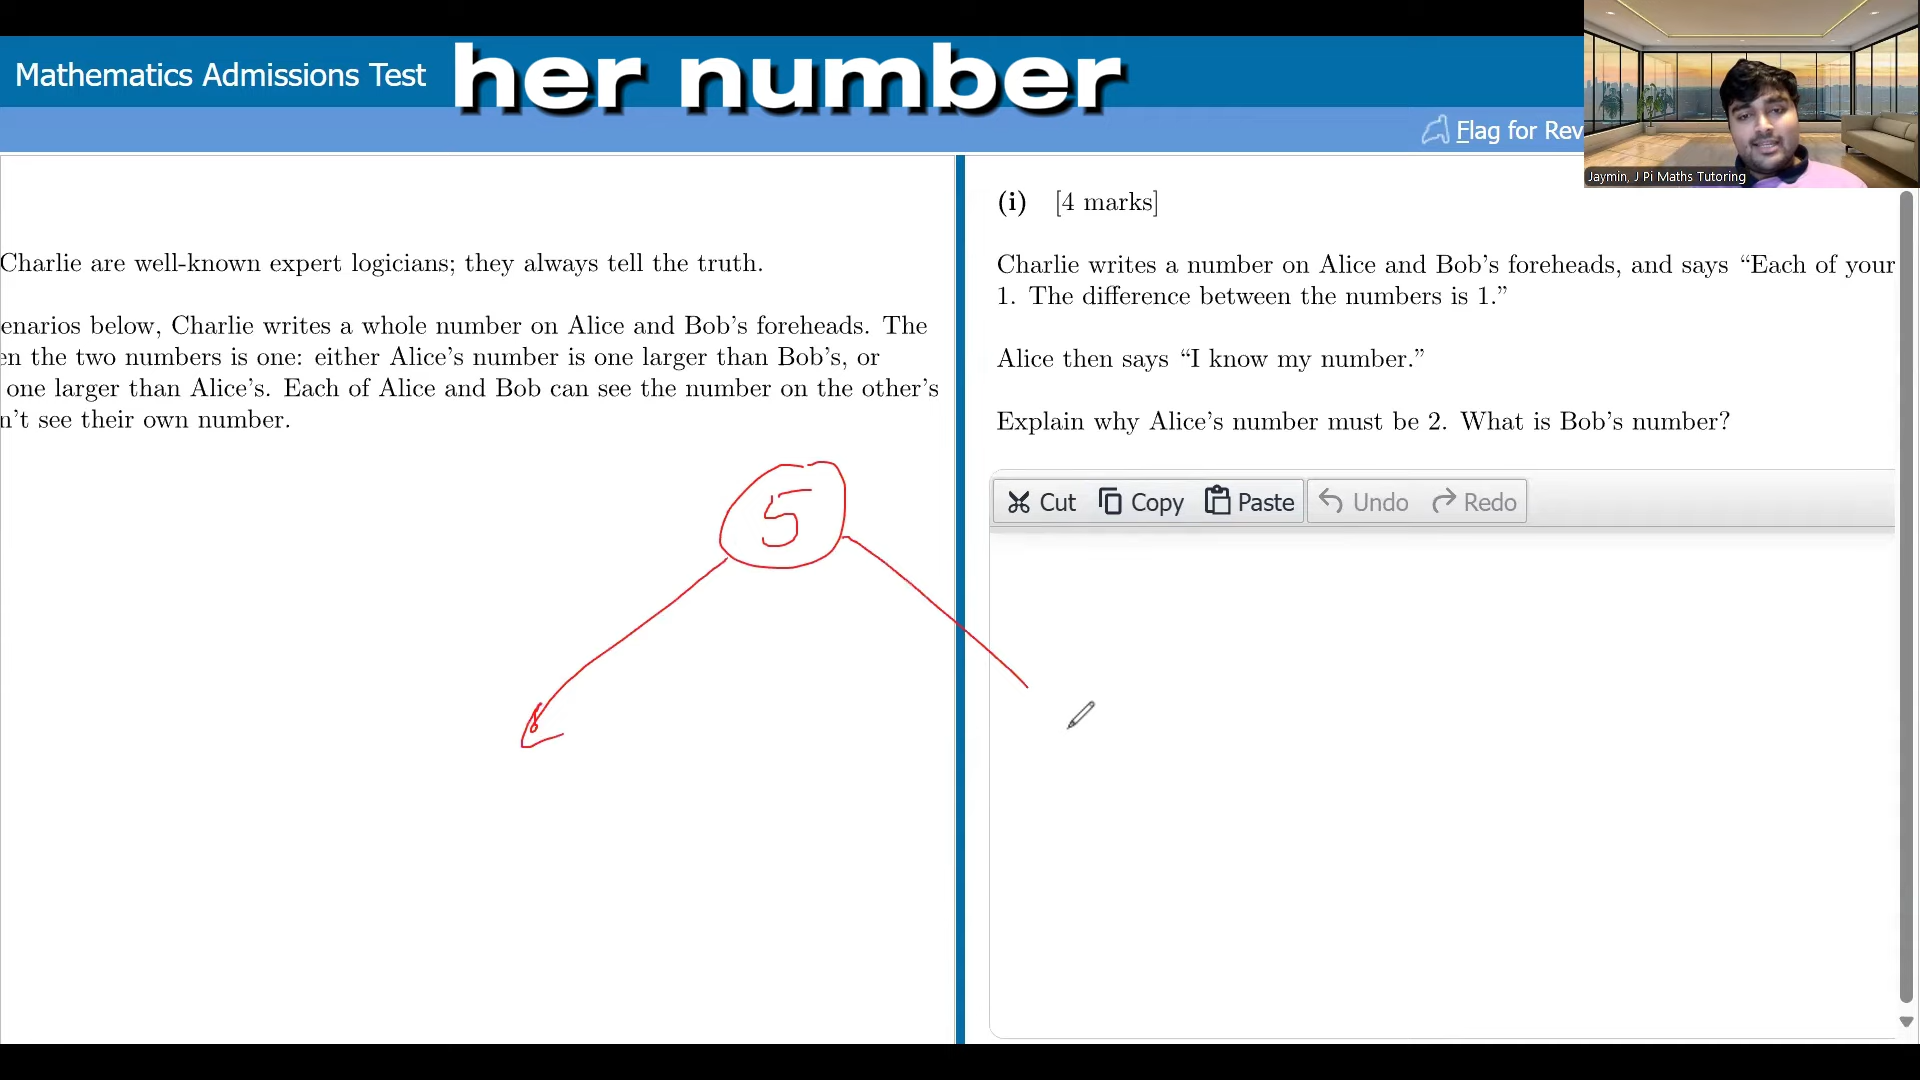 Mathematics Admissions Test
her number
Flag for Rev
Jaymin, J Pi Maths Tutoring
Charlie are well-known expert logicians; they always tell the truth.
enarios below, Charlie writes a whole number on Alice and Bob’s foreheads. The
en the two numbers is one: either Alice’s number is one larger than Bob’s, or
one larger than Alice’s. Each of Alice and Bob can see the number on the other’s
n’t see their own number.
5
(i) [4 marks]
Charlie writes a number on Alice and Bob’s foreheads, and says “Each of your
1. The difference between the numbers is 1.”
Alice then says “I know my number.”
Explain why Alice’s number must be 2. What is Bob’s number?
Cut Copy Paste Undo Redo